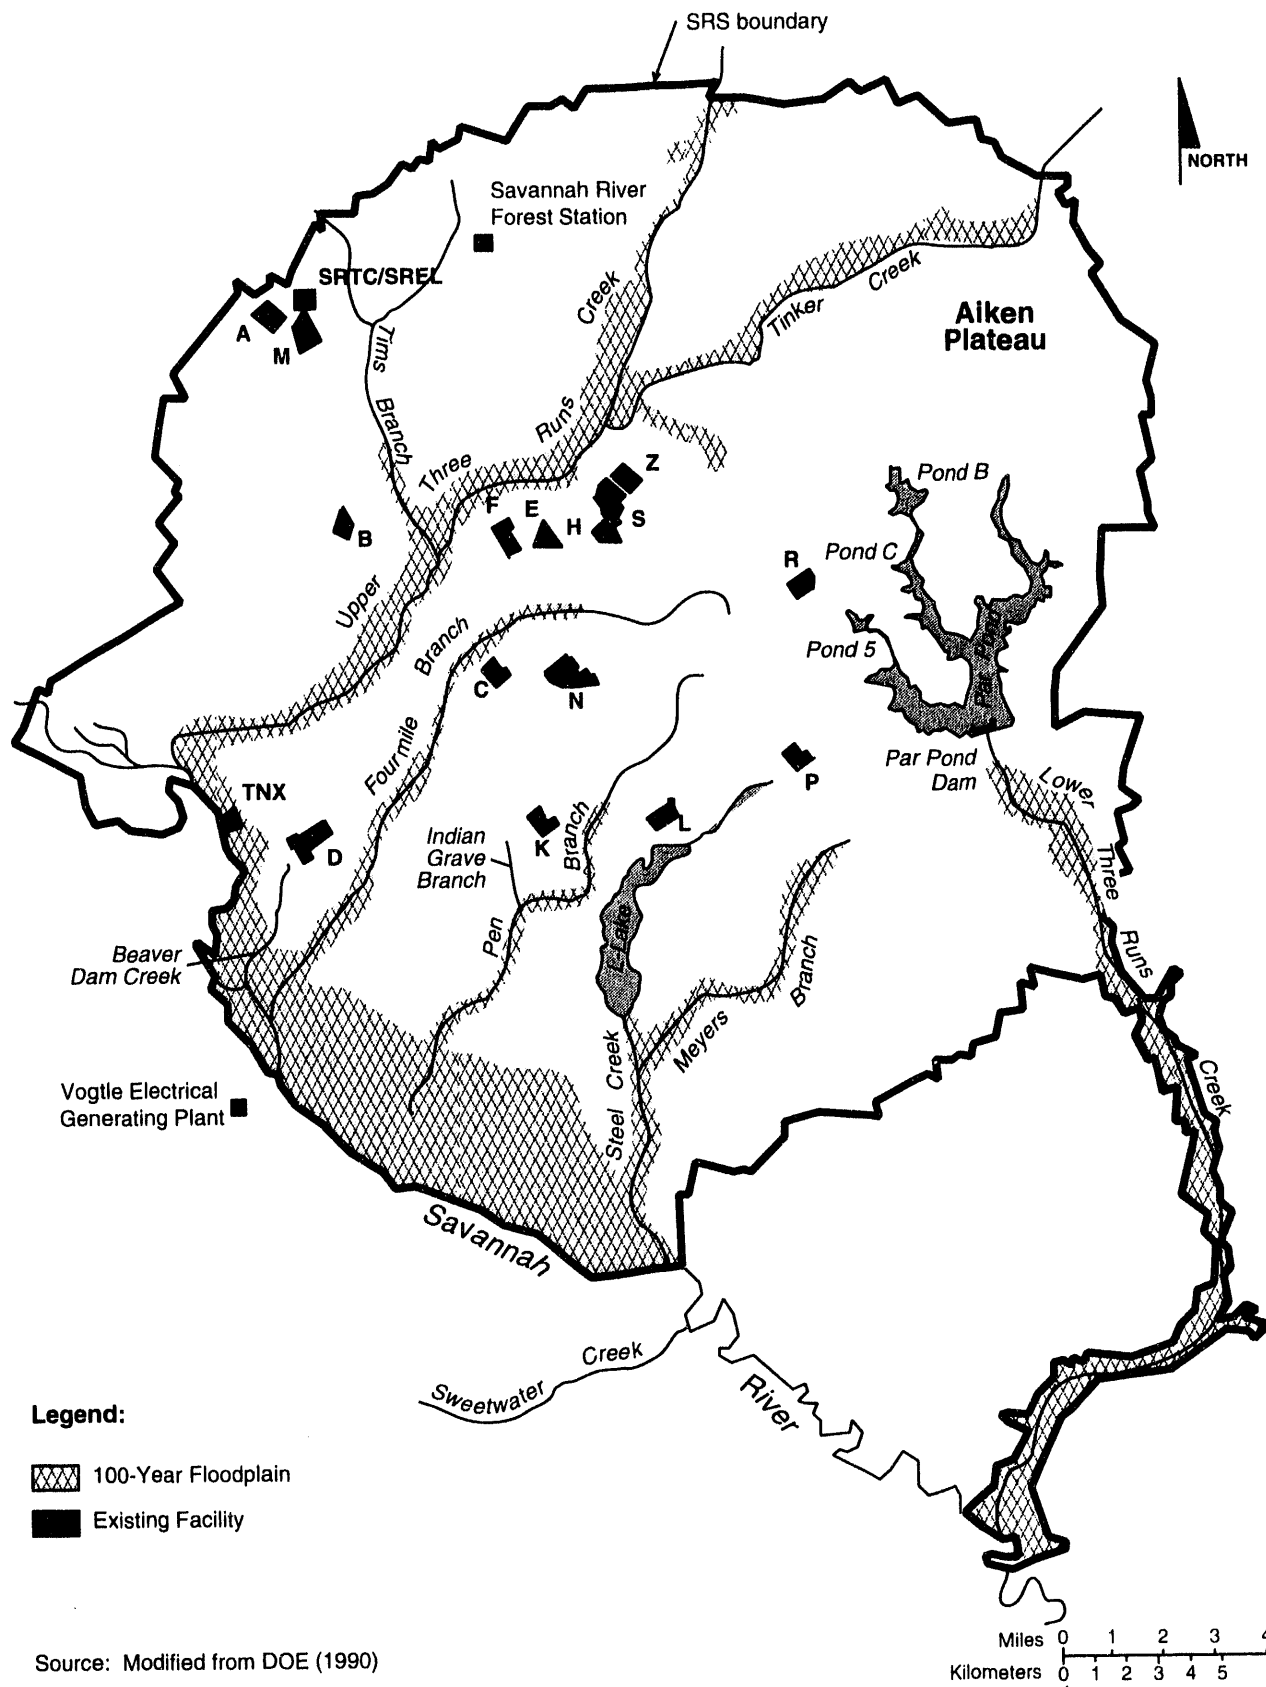 SRS boundary
NORTH
Savannah River
Forest Station
SRTC/SREL
A
M
Tims
Branch
Creek
Runs
Three
Upper
Tinker
Creek
Aiken
Plateau
Z
F
E
H
S
B
R
Pond B
Pond C
Pond 5
Par Pond
Par Pond
Dam
Branch
Fourmile
C
N
P
TNX
D
Indian
Grave
Branch
K
Branch
Pen
L
L-Lake
Lower
Three
Runs
Creek
Beaver
Dam Creek
Meyers
Branch
Steel Creek
Vogtle Electrical
Generating Plant
Savannah
River
Sweetwater
Creek
Legend:
100-Year Floodplain
Existing Facility
Source: Modified from DOE (1990)
Miles 0 1 2 3 4
Kilometers 0 1 2 3 4 5